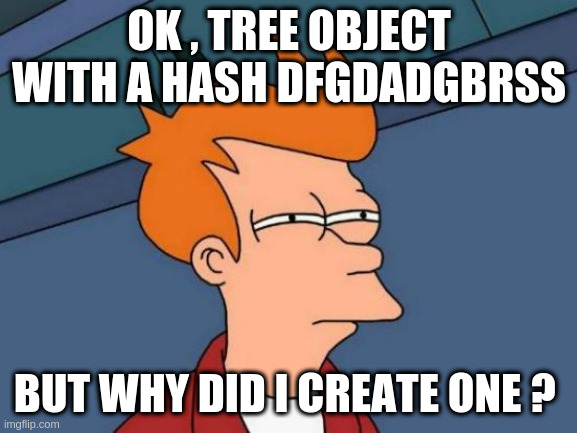 OK , TREE OBJECT
WITH A HASH DFGDADGBRSS
BUT WHY DID I CREATE ONE ?
imgflip.com